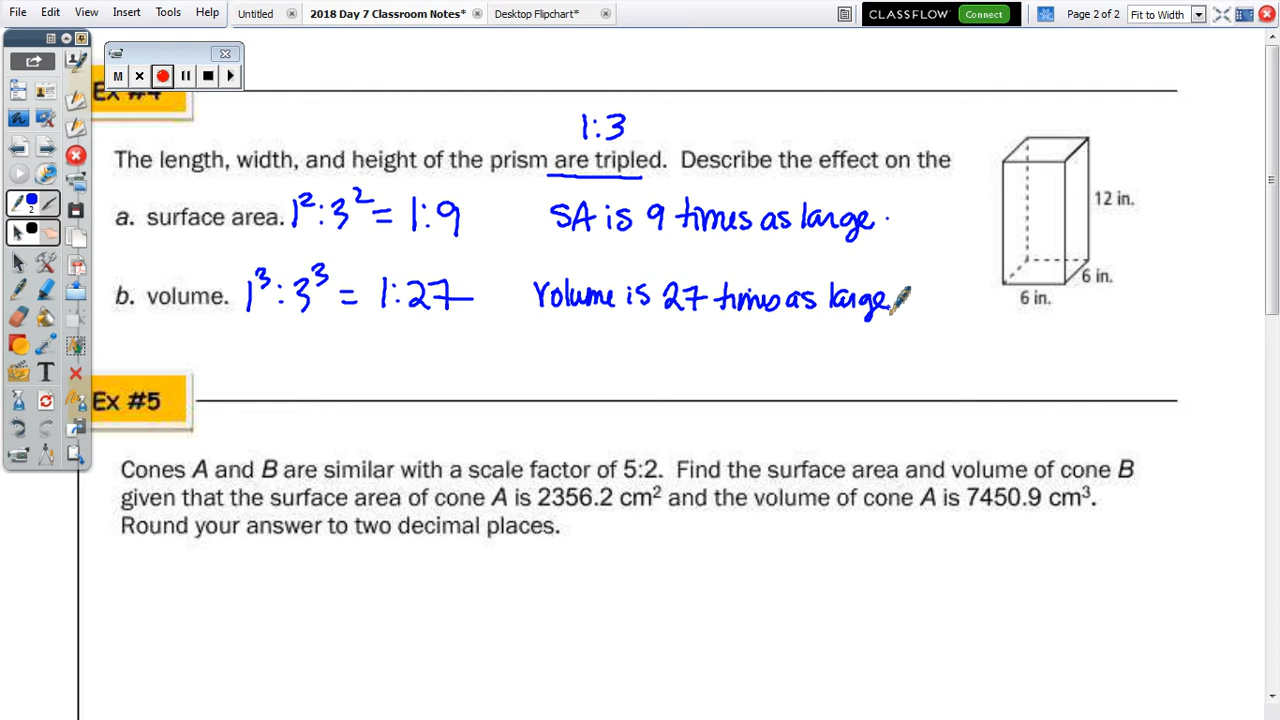 File Edit View Insert Tools Help Untitled 2018 Day 7 Classroom Notes* Desktop Flipchart* CLASSFLOW Connect Page 2 of 2 Fit to Width
M
Ex #4
1:3
The length, width, and height of the prism are tripled. Describe the effect on the
a. surface area. 1²:3² = 1:9 SA is 9 times as large.
12 in.
b. volume. 1³:3³ = 1:27 Volume is 27 times as large
6 in.
6 in.
Ex #5
Cones A and B are similar with a scale factor of 5:2. Find the surface area and volume of cone B
given that the surface area of cone A is 2356.2 cm² and the volume of cone A is 7450.9 cm³.
Round your answer to two decimal places.